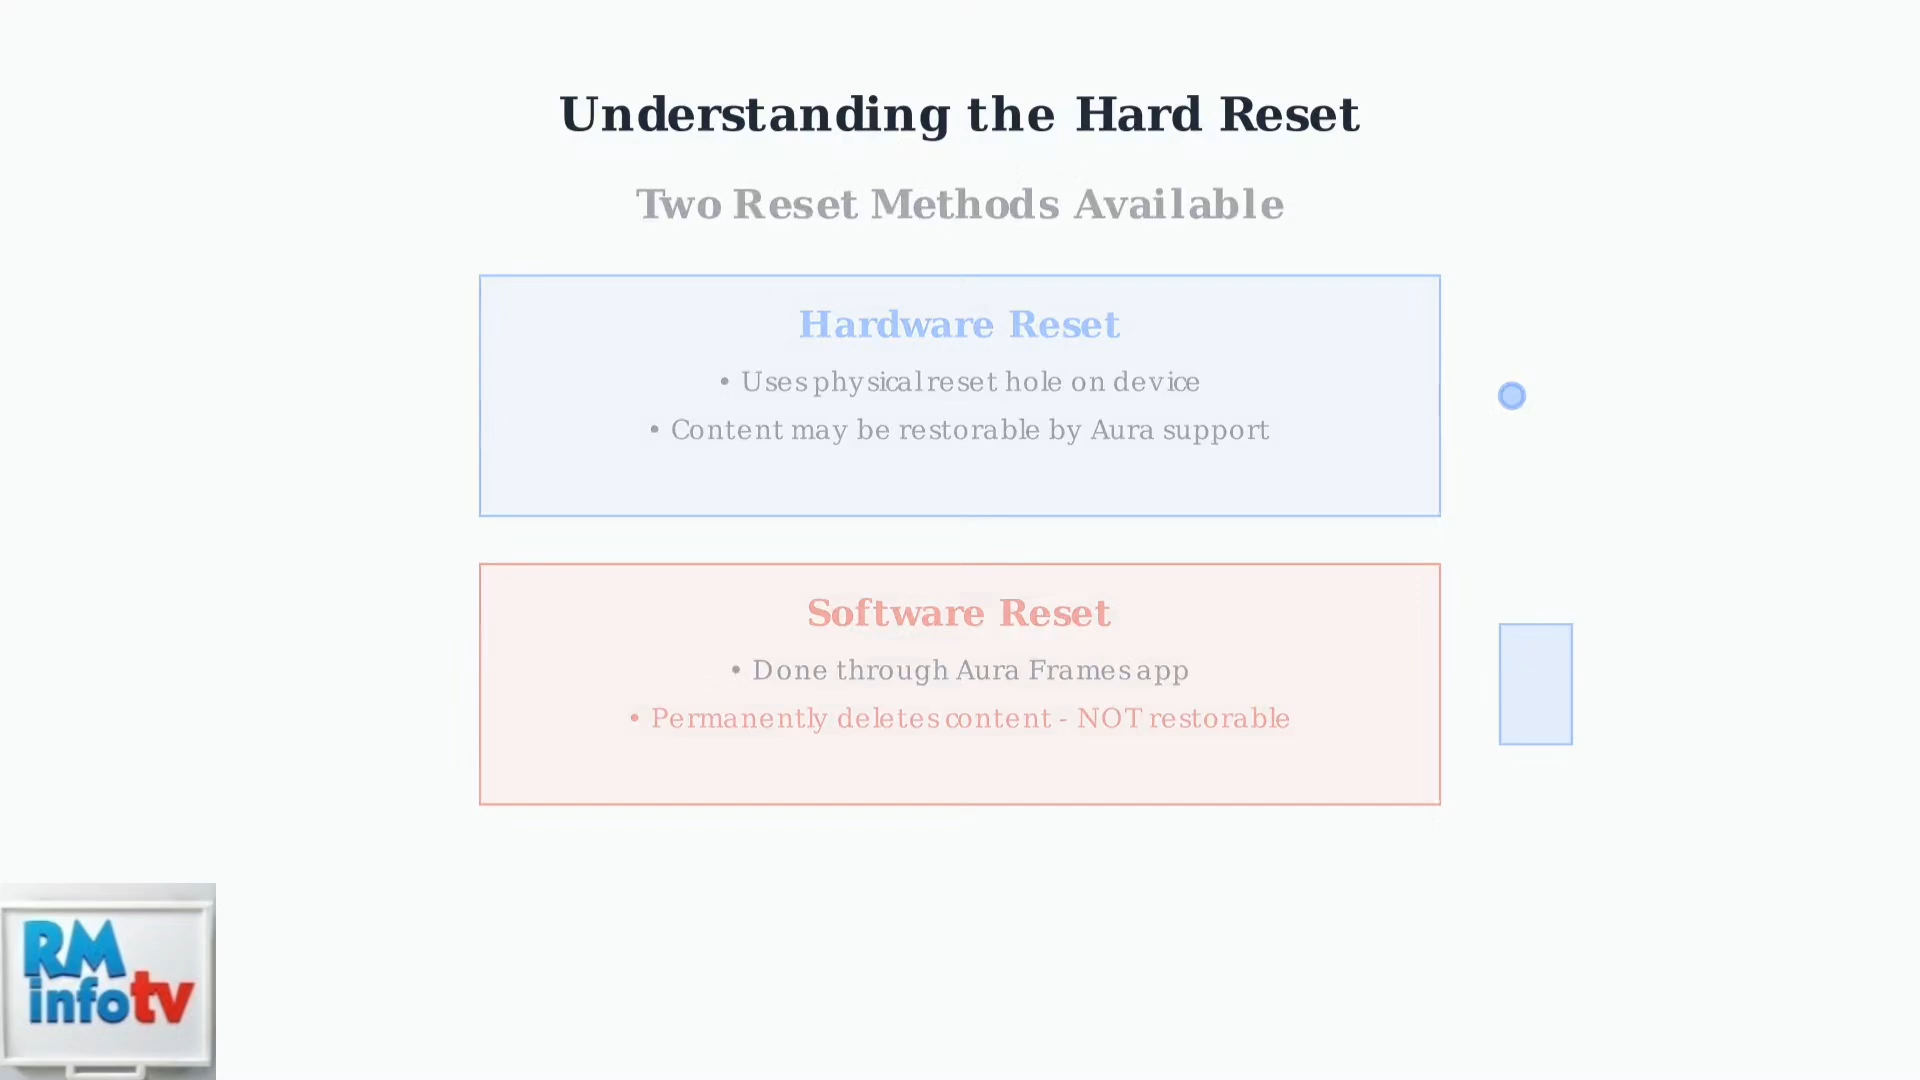 Understanding the Hard Reset
Two Reset Methods Available
Hardware Reset
• Uses physical reset hole on device
• Content may be restorable by Aura support
Software Reset
• Done through Aura Frames app
• Permanently deletes content - NOT restorable
RM
infotv